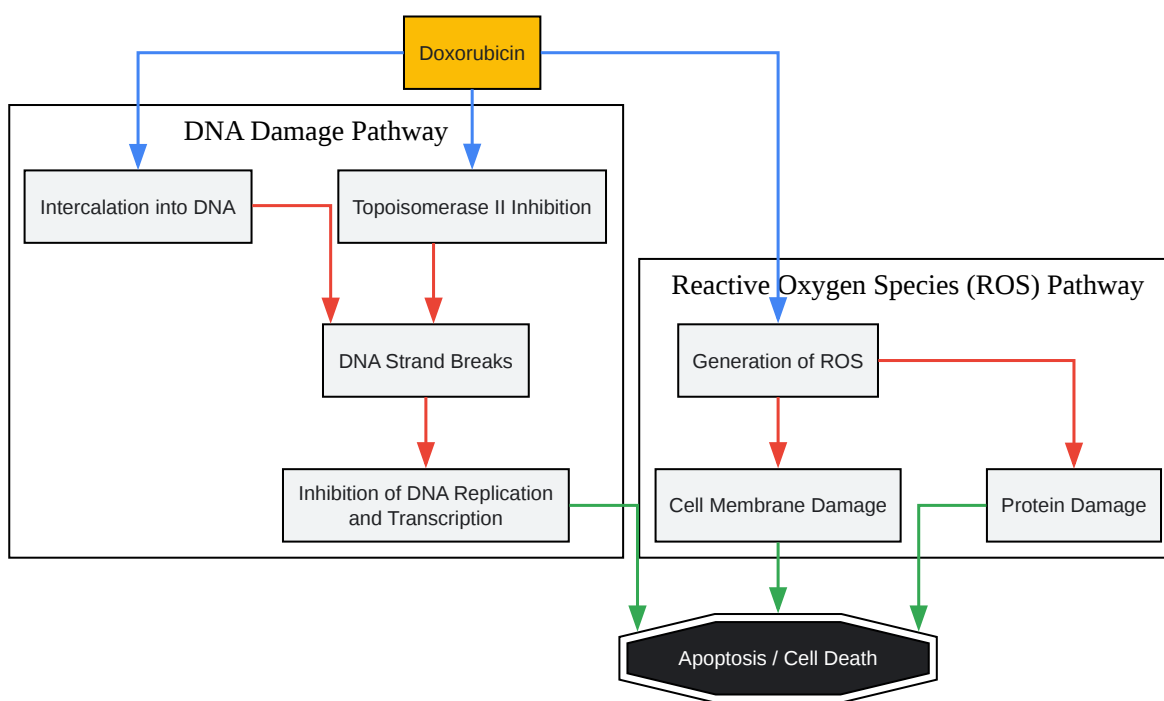 Doxorubicin
DNA Damage Pathway
Intercalation into DNA
Topoisomerase II Inhibition
DNA Strand Breaks
Inhibition of DNA Replication
and Transcription
Reactive Oxygen Species (ROS) Pathway
Generation of ROS
Cell Membrane Damage
Protein Damage
Apoptosis / Cell Death